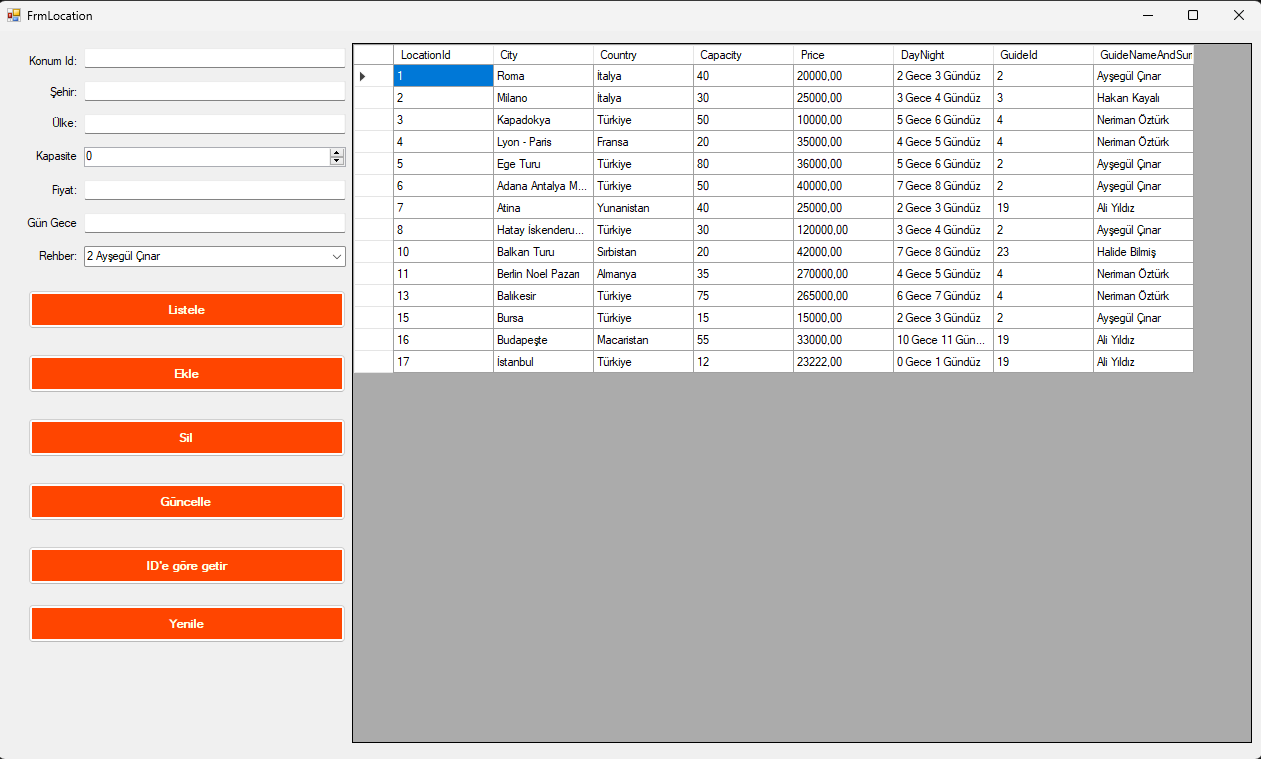 FrmLocation
Konum Id:
Şehir:
Ülke:
Kapasite 0
Fiyat:
Gün Gece
Rehber: 2 Ayşegül Çınar
Listele
Ekle
Sil
Güncelle
ID'e göre getir
Yenile
LocationId City Country Capacity Price DayNight GuideId GuideNameAndSur
1 Roma İtalya 40 20000,00 2 Gece 3 Gündüz 2 Ayşegül Çınar
2 Milano İtalya 30 25000,00 3 Gece 4 Gündüz 3 Hakan Kayalı
3 Kapadokya Türkiye 50 10000,00 5 Gece 6 Gündüz 4 Neriman Öztürk
4 Lyon - Paris Fransa 20 35000,00 4 Gece 5 Gündüz 4 Neriman Öztürk
5 Ege Turu Türkiye 80 36000,00 5 Gece 6 Gündüz 2 Ayşegül Çınar
6 Adana Antalya M... Türkiye 50 40000,00 7 Gece 8 Gündüz 2 Ayşegül Çınar
7 Atina Yunanistan 40 25000,00 2 Gece 3 Gündüz 19 Ali Yıldız
8 Hatay İskenderu... Türkiye 30 120000,00 3 Gece 4 Gündüz 2 Ayşegül Çınar
10 Balkan Turu Sırbistan 20 42000,00 7 Gece 8 Gündüz 23 Halide Bilmiş
11 Berlin Noel Pazarı Almanya 35 270000,00 4 Gece 5 Gündüz 4 Neriman Öztürk
13 Balıkesir Türkiye 75 265000,00 6 Gece 7 Gündüz 4 Neriman Öztürk
15 Bursa Türkiye 15 15000,00 2 Gece 3 Gündüz 2 Ayşegül Çınar
16 Budapeşte Macaristan 55 33000,00 10 Gece 11 Gün... 19 Ali Yıldız
17 İstanbul Türkiye 12 23222,00 0 Gece 1 Gündüz 19 Ali Yıldız